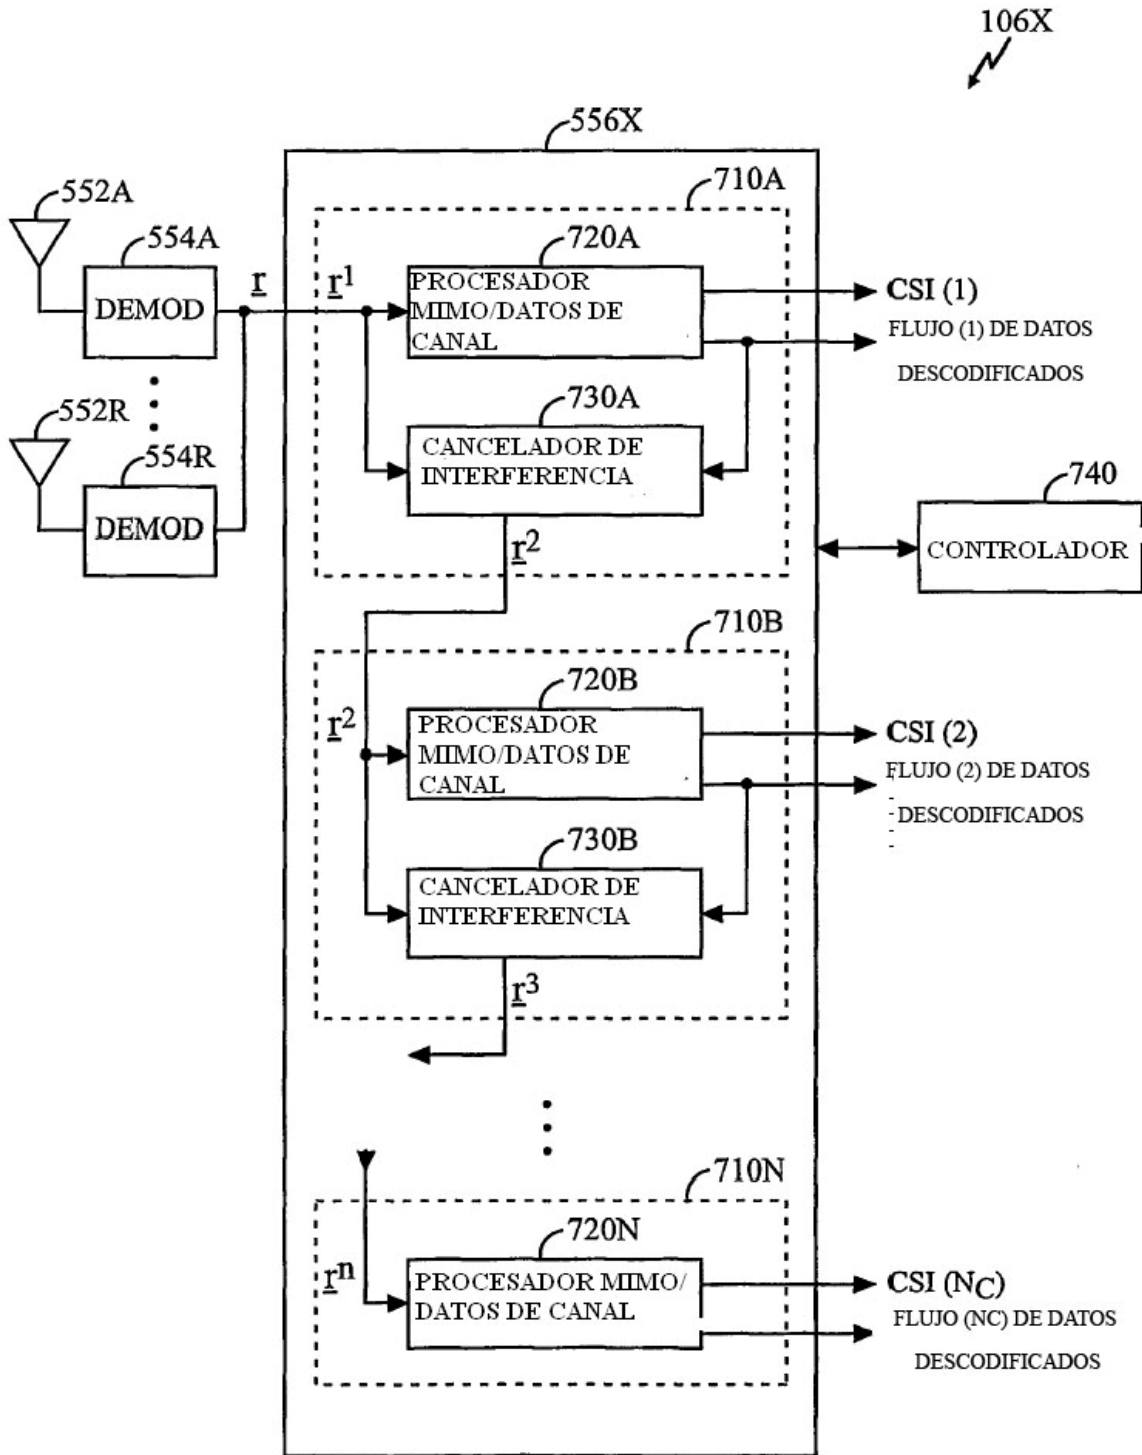 106X
556X
552A
554A
DEMOD
r
r1
710A
720A
PROCESADOR
MIMO/DATOS DE
CANAL
CSI (1)
FLUJO (1) DE DATOS
DESCODIFICADOS
730A
CANCELADOR DE
INTERFERENCIA
r2
552R
554R
DEMOD
740
CONTROLADOR
710B
720B
r2
PROCESADOR
MIMO/DATOS DE
CANAL
CSI (2)
FLUJO (2) DE DATOS
DESCODIFICADOS
730B
CANCELADOR DE
INTERFERENCIA
r3
710N
720N
rn
PROCESADOR MIMO/
DATOS DE CANAL
CSI (NC)
FLUJO (NC) DE DATOS
DESCODIFICADOS